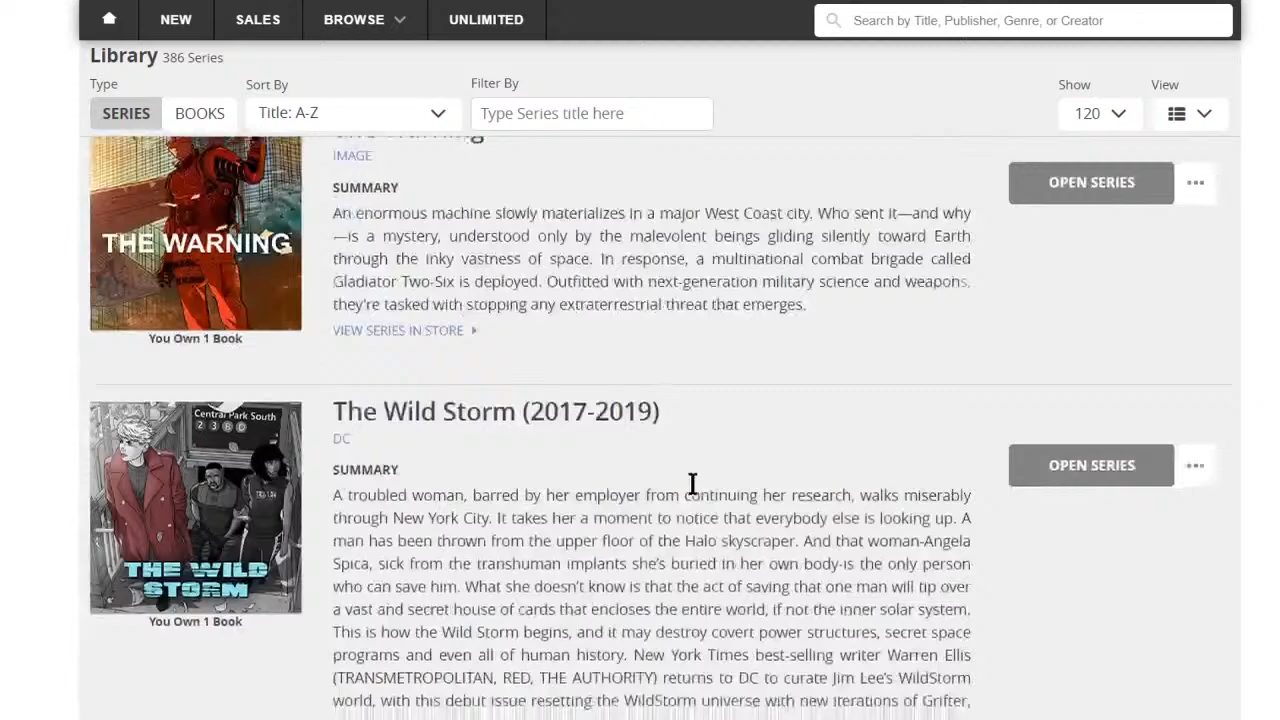 NEW SALES BROWSE UNLIMITED Search by Title, Publisher, Genre, or Creator
Library 386 Series
Type Sort By Filter By Show View
SERIES BOOKS Title: A-Z Type Series title here 120
IMAGE
OPEN SERIES
SUMMARY
An enormous machine slowly materializes in a major West Coast city. Who sent it—and why
—is a mystery, understood only by the malevolent beings gliding silently toward Earth
THE WARNING
through the inky vastness of space. In response, a multinational combat brigade called
Gladiator Two-Six is deployed. Outfitted with next-generation military science and weapons,
they're tasked with stopping any extraterrestrial threat that emerges.
VIEW SERIES IN STORE
You Own 1 Book
The Wild Storm (2017-2019)
Central Park South
2 3 B D
DC
OPEN SERIES
SUMMARY
A troubled woman, barred by her employer from continuing her research, walks miserably
through New York City. It takes her a moment to notice that everybody else is looking up. A
man has been thrown from the upper floor of the Halo skyscraper. And that woman-Angela
Spica, sick from the transhuman implants she's buried in her own body-is the only person
who can save him. What she doesn't know is that the act of saving that one man will tip over
a vast and secret house of cards that encloses the entire world, if not the inner solar system.
This is how the Wild Storm begins, and it may destroy covert power structures, secret space
programs and even all of human history. New York Times best-selling writer Warren Ellis
(TRANSMETROPOLITAN, RED, THE AUTHORITY) returns to DC to curate Jim Lee's WildStorm
world, with this debut issue resetting the WildStorm universe with new iterations of Grifter,
THE WILD
STORM
You Own 1 Book